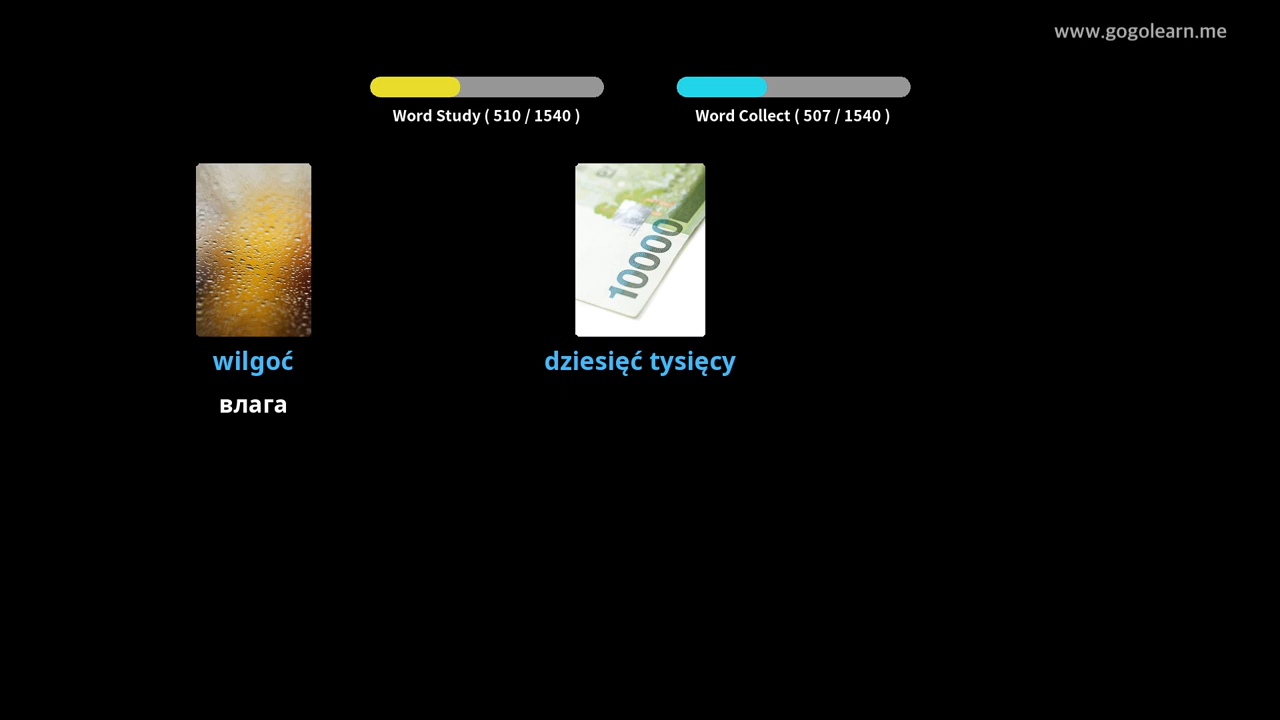 www.gogolearn.me
Word Study ( 510 / 1540 )
Word Collect ( 507 / 1540 )
10000
wilgoć
dziesięć tysięcy
влага